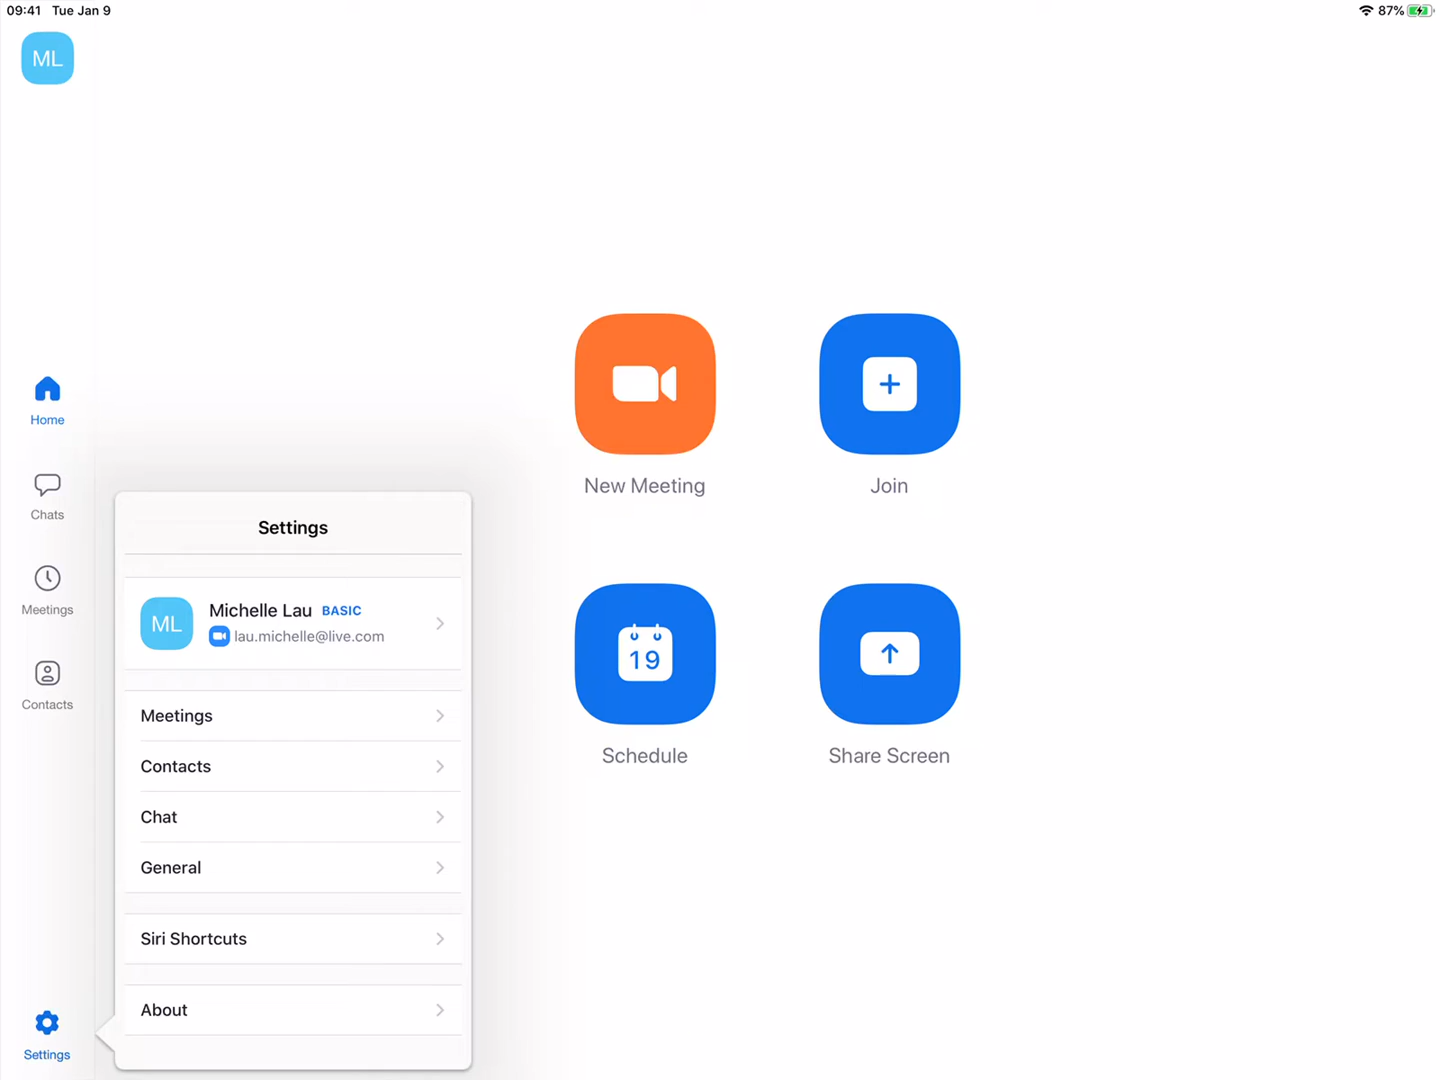 09:41 Tue Jan 9
87%
ML
Home
Chats
Meetings
Contacts
Settings
New Meeting
Join
19
Schedule
Share Screen
Settings
ML
Michelle Lau BASIC
lau.michelle@live.com
Meetings
Contacts
Chat
General
Siri Shortcuts
About